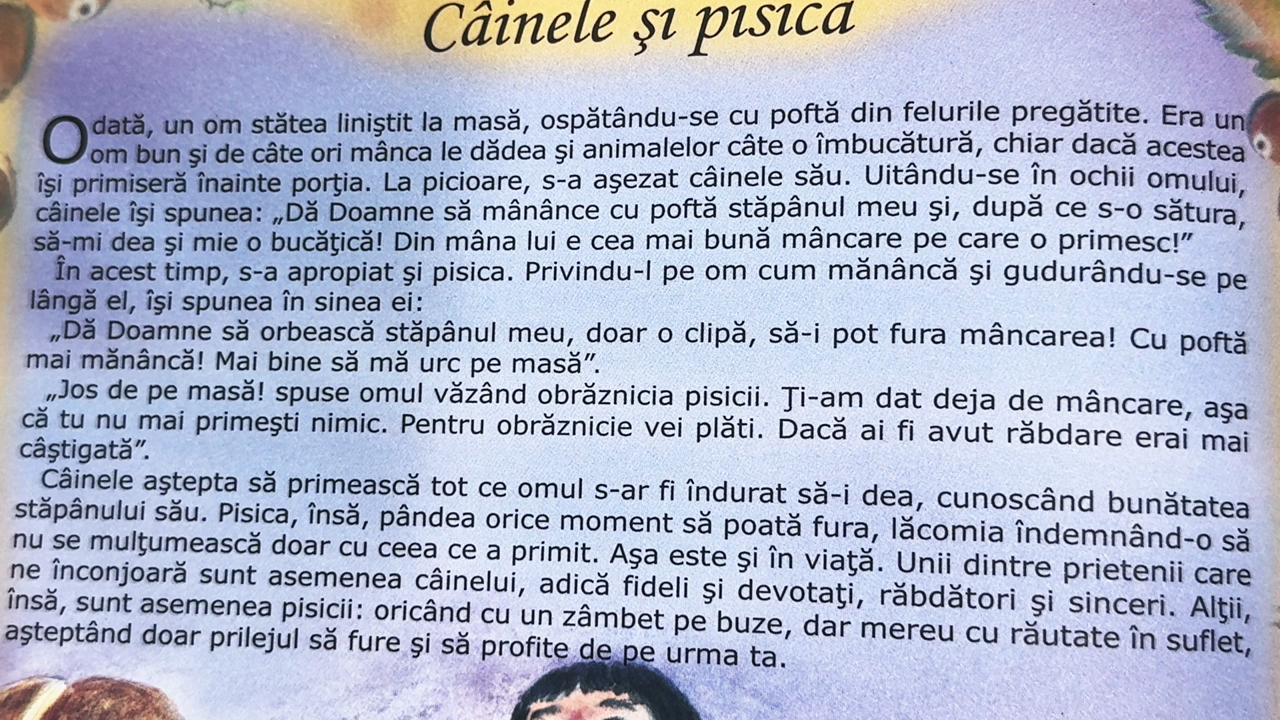 Câinele şi pisica
Odată, un om stătea liniştit la masă, ospătându-se cu poftă din felurile pregătite. Era un
om bun şi de câte ori mânca le dădea şi animalelor câte o îmbucătură, chiar dacă acestea
îşi primiseră înainte porţia. La picioare, s-a aşezat câinele său. Uitându-se în ochii omului,
câinele îşi spunea: „Dă Doamne să mânânce cu poftă stăpânul meu şi, după ce s-o sătura,
să-mi dea şi mie o bucăţică! Din mâna lui e cea mai bună mâncare pe care o primesc!”
În acest timp, s-a apropiat şi pisica. Privindu-l pe om cum mănâncă şi gudurându-se pe
lângă el, îşi spunea în sinea ei:
„Dă Doamne să orbească stăpânul meu, doar o clipă, să-i pot fura mâncarea! Cu poftă
mai mănâncă! Mai bine să mă urc pe masă”.
„Jos de pe masă! spuse omul văzând obrăznicia pisicii. Ţi-am dat deja de mâncare, aşa
că tu nu mai primeşti nimic. Pentru obrăznicie vei plăti. Dacă ai fi avut răbdare erai mai
câştigată”.
Câinele aştepta să primească tot ce omul s-ar fi îndurat să-i dea, cunoscând bunătatea
stăpânului său. Pisica, însă, pândea orice moment să poată fura, lăcomia îndemnând-o să
nu se mulţumească doar cu ceea ce a primit. Aşa este şi în viaţă. Unii dintre prietenii care
ne înconjoară sunt asemenea câinelui, adică fideli şi devotaţi, răbdători şi sinceri. Alţii,
însă, sunt asemenea pisicii: oricând cu un zâmbet pe buze, dar mereu cu răutate în suflet,
aşteptând doar prilejul să fure şi să profite de pe urma ta.